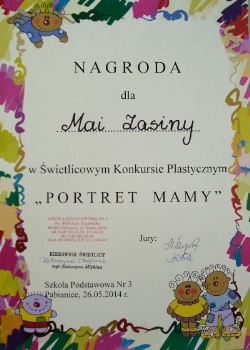 NAGRODA
dla
Mai Zasiny
w Świetlicowym Konkursie Plastycznym
„PORTRET MAMY”
Jury:
KIEROWNIK ŚWIETLICY
Szkoła Podstawowa Nr 3
Pabianice, 26.05.2014 r.